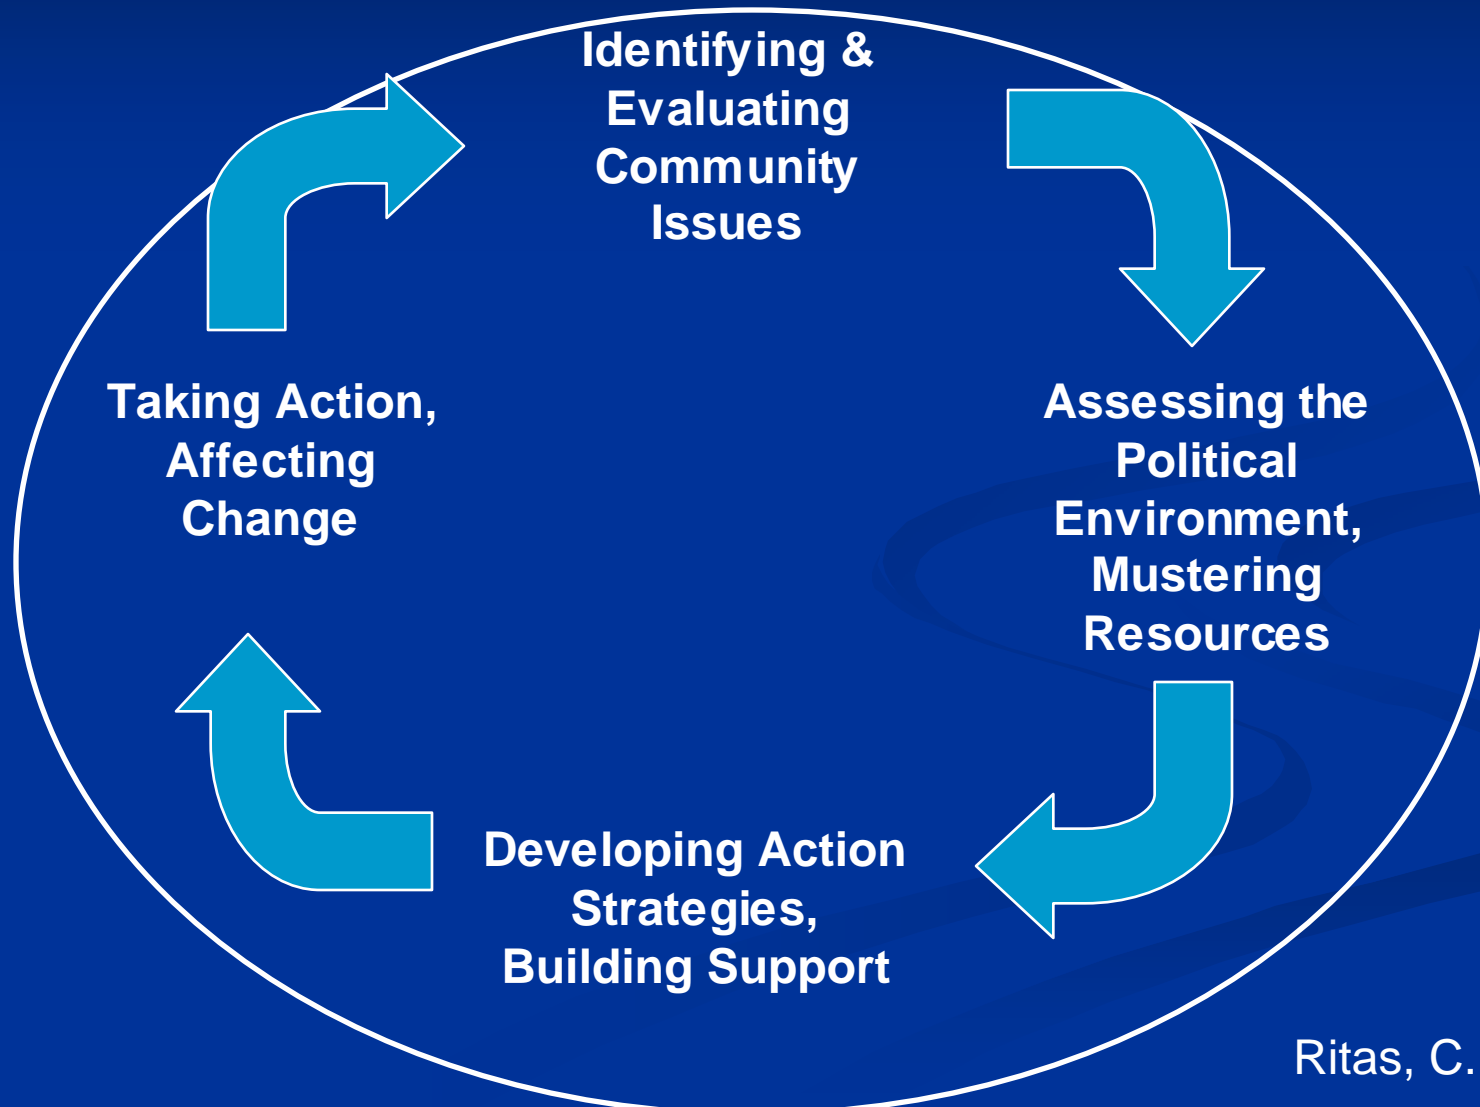 Identifying &
Evaluating
Community
Issues
Assessing the
Political
Environment,
Mustering
Resources
Developing Action
Strategies,
Building Support
Taking Action,
Affecting
Change
Ritas, C.